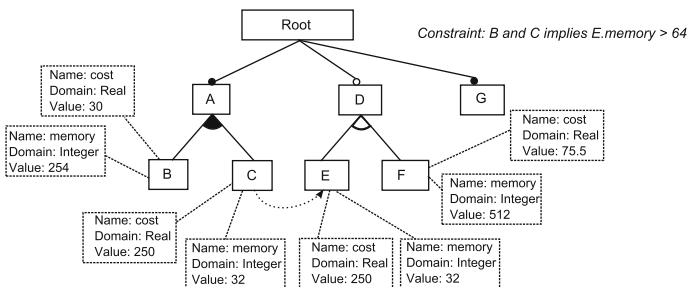 Root
Constraint: B and C implies E.memory > 64
A
D
G
Name: cost
Domain: Real
Value: 30
Name: memory
Domain: Integer
Value: 254
B
C
E
F
Name: cost
Domain: Real
Value: 75.5
Name: memory
Domain: Integer
Value: 512
Name: cost
Domain: Real
Value: 250
Name: memory
Domain: Integer
Value: 32
Name: cost
Domain: Real
Value: 250
Name: memory
Domain: Integer
Value: 32